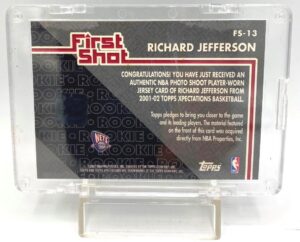 FS-13
First
Shot
RICHARD JEFFERSON
CONGRATULATIONS! YOU HAVE JUST RECEIVED AN
AUTHENTIC NBA PHOTO SHOOT PLAYER-WORN
JERSEY CARD OF RICHARD JEFFERSON FROM
2001-02 TOPPS XPECTATIONS BASKETBALL.
Topps pledges to bring you closer to the game
and its leading players. The material featured
on the front of this card was acquired
directly from NBA Properties, Inc.
ROOKIE
NETS
Topps
NBA